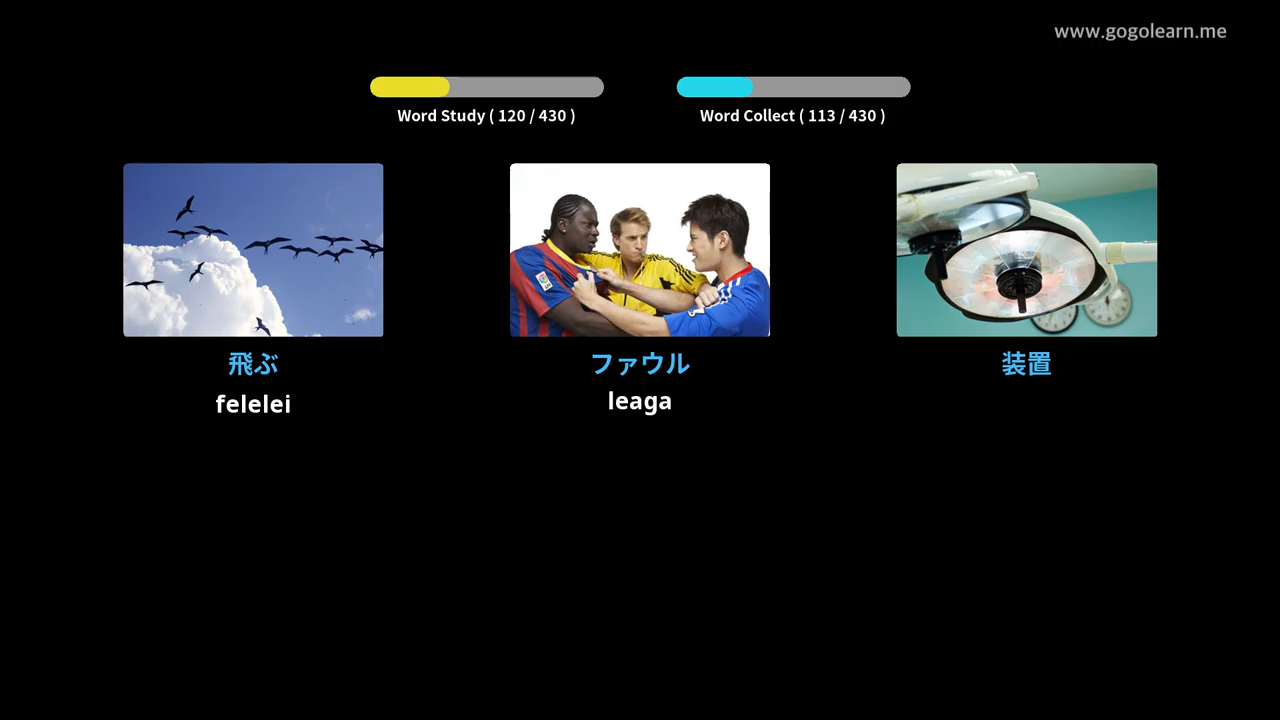 www.gogolearn.me
Word Study ( 120 / 430 )
Word Collect ( 113 / 430 )
飛ぶ
ファウル
装置
felelei
leaga